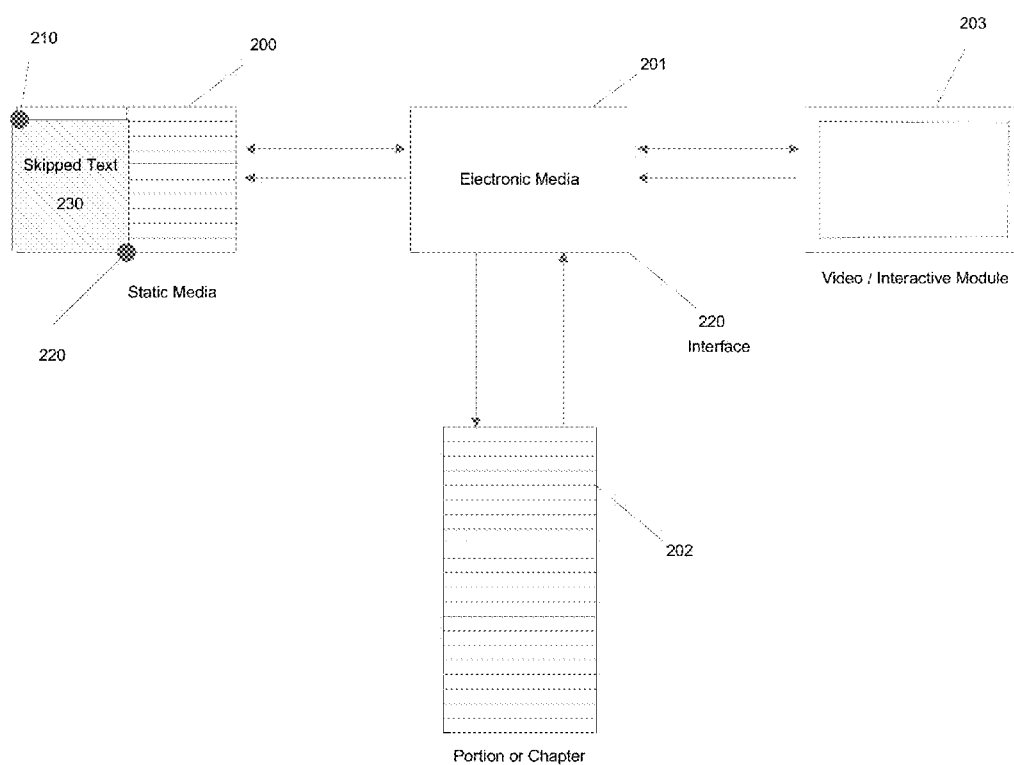 210
200
203
201
Skipped Text
230
Electronic Media
Static Media
Video / Interactive Module
220
Interface
220
202
Portion or Chapter